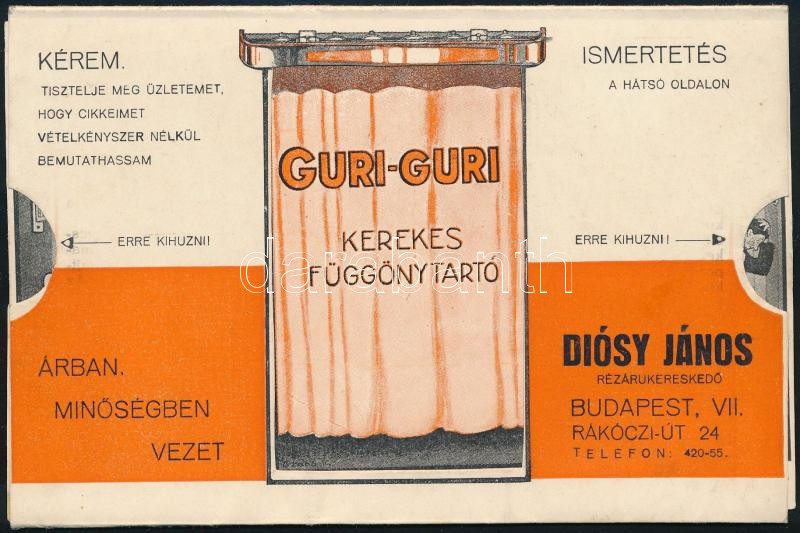 KÉREM.
TISZTELJE MEG ÜZLETEMET,
HOGY CIKKEIMET
VÉTELKÉNYSZER NÉLKÜL
BEMUTATHASSAM
ERRE KIHUZNI!
ÁRBAN.
MINŐSÉGBEN
VEZET
GURI-GURI
KEREKES
FÜGGÖNYTARTÓ
darabanth
ISMERTETÉS
A HÁTSÓ OLDALON
ERRE KIHUZNI!
DIÓSY JÁNOS
RÉZÁRUKERESKEDŐ
BUDAPEST, VII.
RÁKÓCZI-ÚT 24
TELEFON: 420-55.